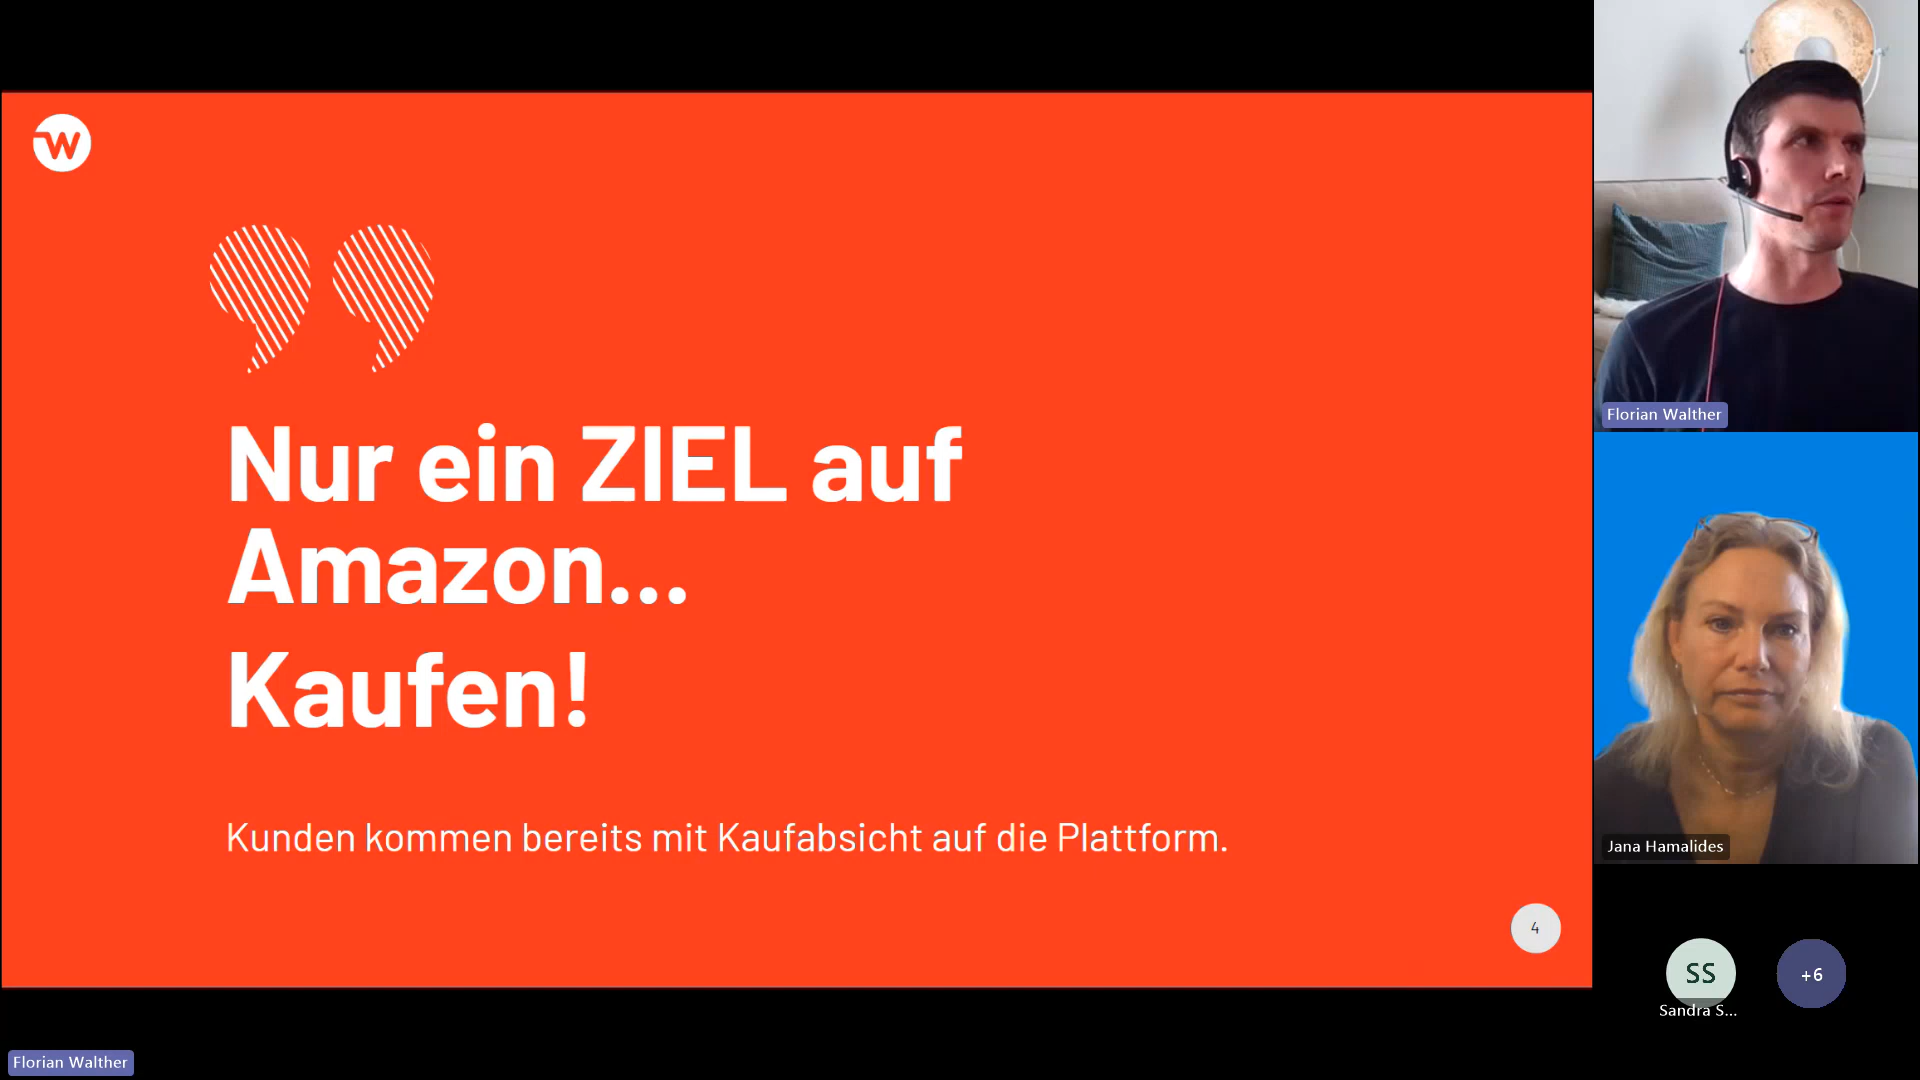 W
Nur ein ZIEL auf
Amazon...
Kaufen!
Kunden kommen bereits mit Kaufabsicht auf die Plattform.
4
Florian Walther
Jana Hamalides
SS
Sandra S...
+6
Florian Walther